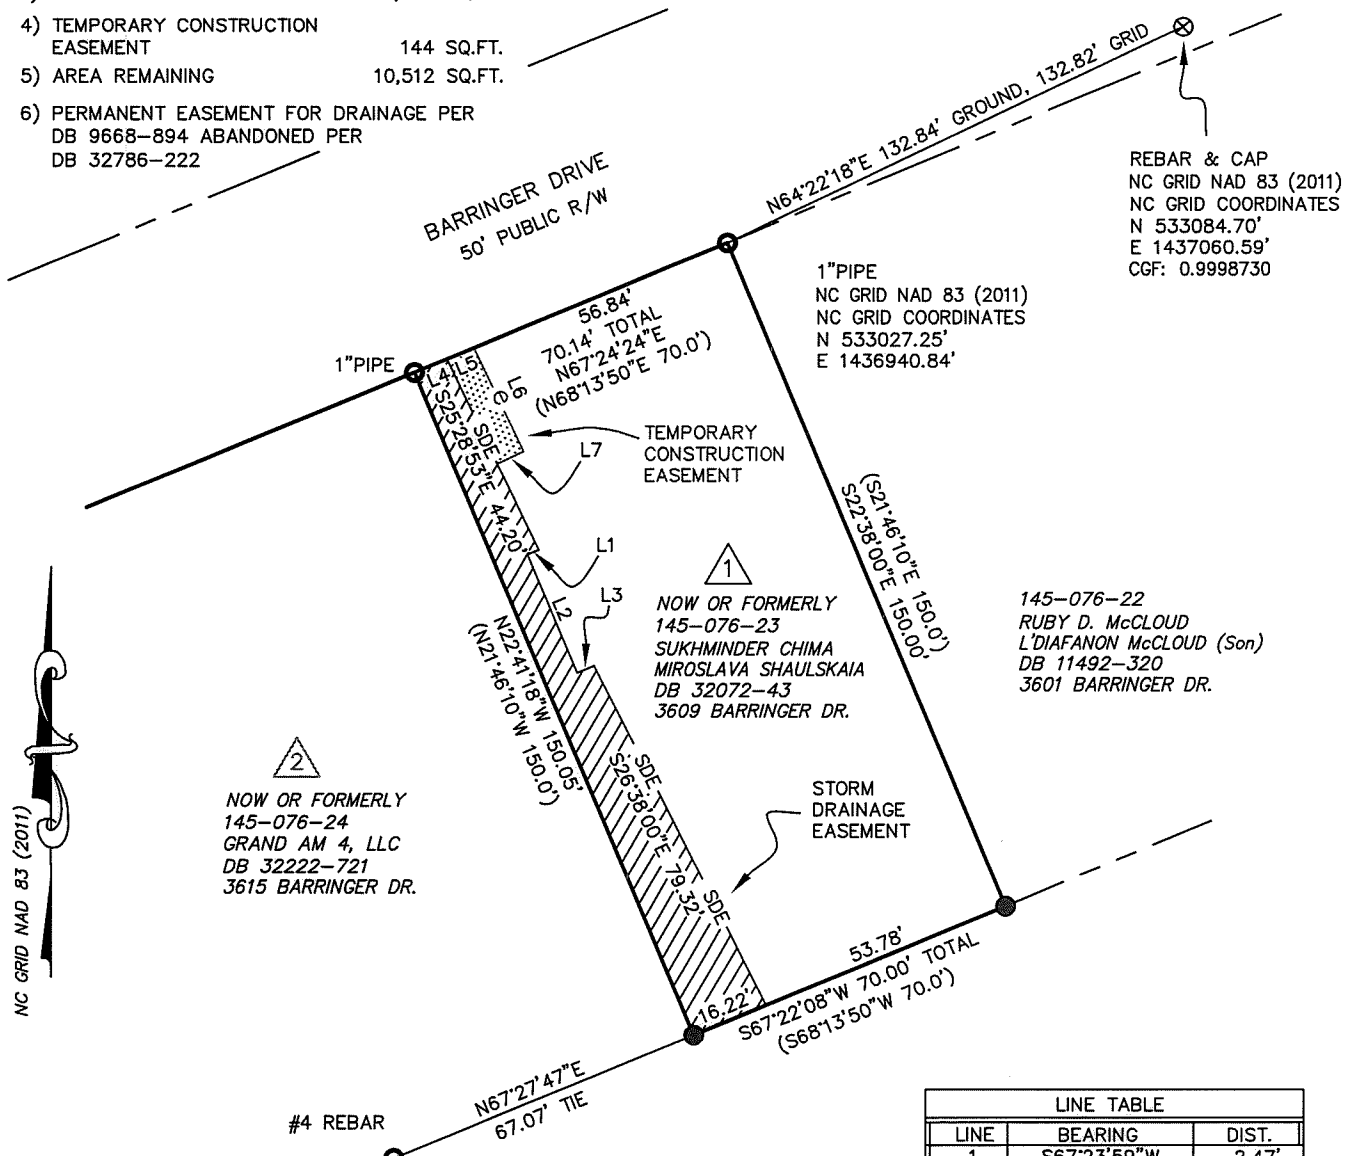 4) TEMPORARY CONSTRUCTION
EASEMENT 144 SQ.FT.
5) AREA REMAINING 10,512 SQ.FT.
6) PERMANENT EASEMENT FOR DRAINAGE PER
DB 9668-894 ABANDONED PER
DB 32786-222
BARRINGER DRIVE
50' PUBLIC R/W
N64°22'18"E 132.84' GROUND, 132.82' GRID
REBAR & CAP
NC GRID NAD 83 (2011)
NC GRID COORDINATES
N 533084.70'
E 1437060.59'
CGF: 0.9998730
1"PIPE
NC GRID NAD 83 (2011)
NC GRID COORDINATES
N 533027.25'
E 1436940.84'
1"PIPE
56.84'
70.14' TOTAL
N67°24'24"E
(N68°13'50"E 70.0')
L4
L5
L6
e
SDE
S25°28'53"E 44.20'
TEMPORARY
CONSTRUCTION
EASEMENT
L7
L1
L2
L3
(S21°46'10"E 150.0')
S22°38'00"E 150.00'
1
NOW OR FORMERLY
145-076-23
SUKHMINDER CHIMA
MIROSLAVA SHAULSKAIA
DB 32072-43
3609 BARRINGER DR.
145-076-22
RUBY D. McCLOUD
L'DIAFANON McCLOUD (Son)
DB 11492-320
3601 BARRINGER DR.
N22°41'18"W 150.05'
(N21°46'10"W 150.0')
2
NOW OR FORMERLY
145-076-24
GRAND AM 4, LLC
DB 32222-721
3615 BARRINGER DR.
SDE
S26°38'00"E 79.32'
SDE
STORM
DRAINAGE
EASEMENT
NC GRID NAD 83 (2011)
53.78'
16.22'
S67°22'08"W 70.00' TOTAL
(S68°13'50"W 70.0')
N67°27'47"E
67.07' TIE
#4 REBAR
LINE TABLE
LINE BEARING DIST.
1 S67°23'59"W 2.47'